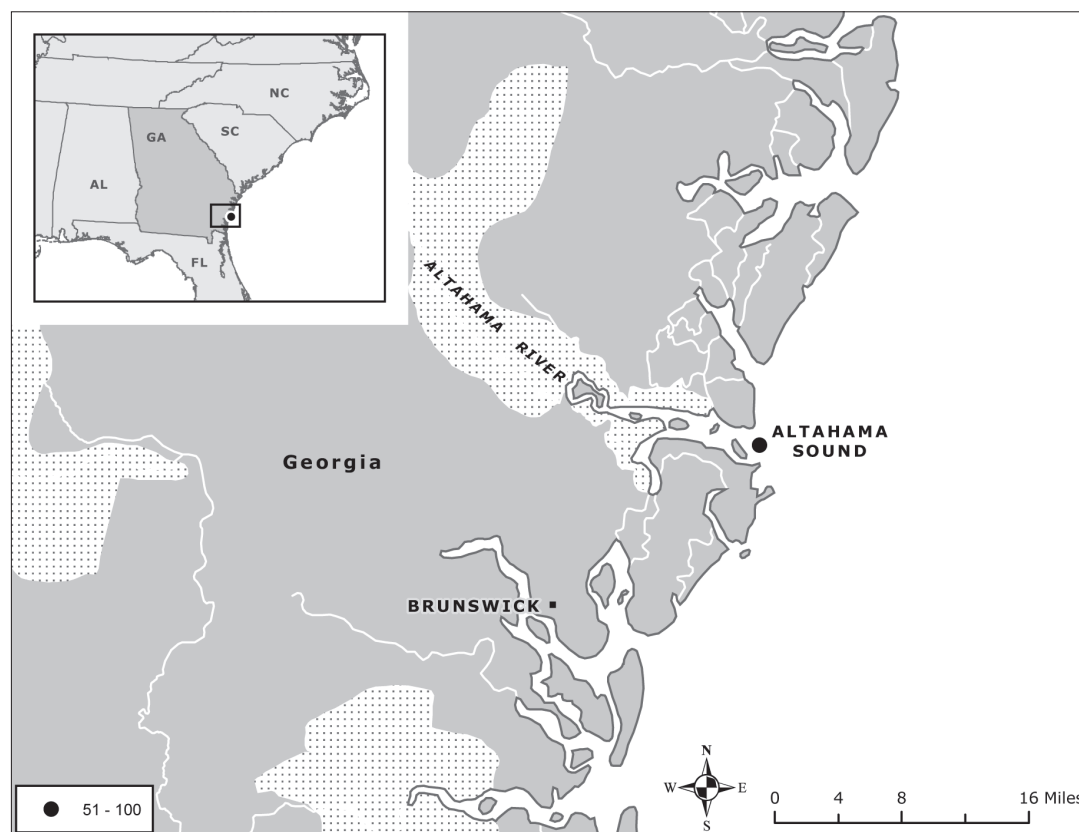 NC
GA
SC
AL
FL
ALTAHAMA RIVER
ALTAHAMA
SOUND
Georgia
BRUNSWICK
51 - 100
N
W E
S
0 4 8 16 Miles